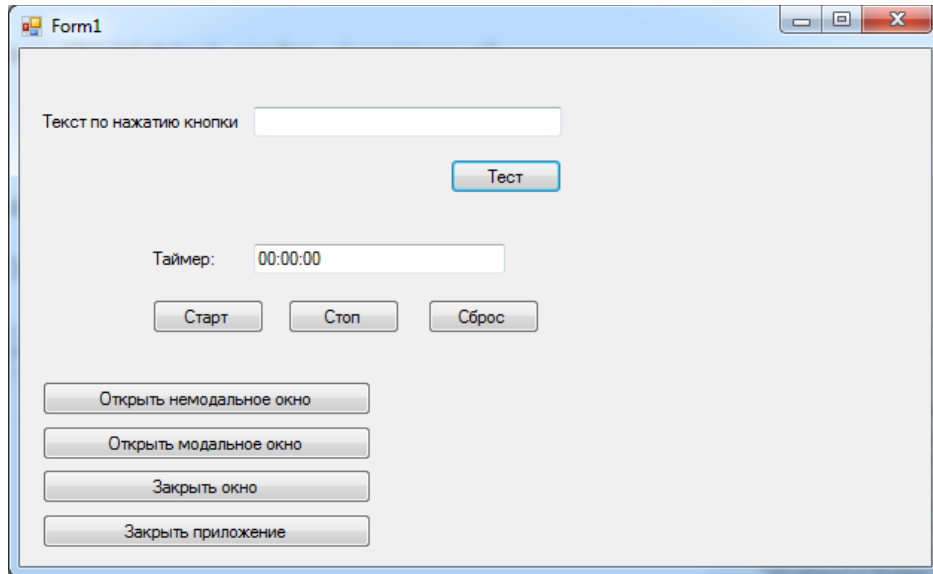 Form1
Текст по нажатию кнопки
Тест
Таймер: 00:00:00
Старт Стоп Сброс
Открыть немодальное окно
Открыть модальное окно
Закрыть окно
Закрыть приложение